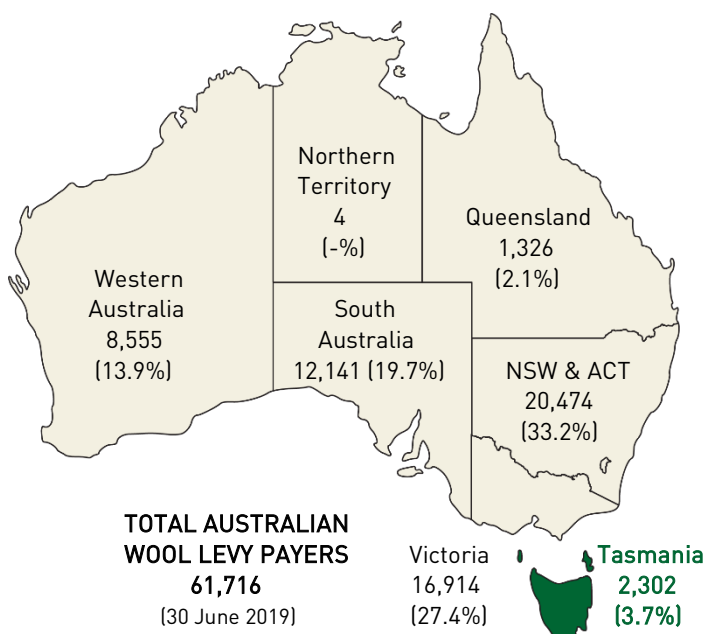 Northern
Territory
4
(-%)
Queensland
1,326
(2.1%)
Western
Australia
8,555
(13.9%)
South
Australia
12,141 (19.7%)
NSW & ACT
20,474
(33.2%)
TOTAL AUSTRALIAN
WOOL LEVY PAYERS
61,716
(30 June 2019)
Victoria
16,914
(27.4%)
Tasmania
2,302
(3.7%)